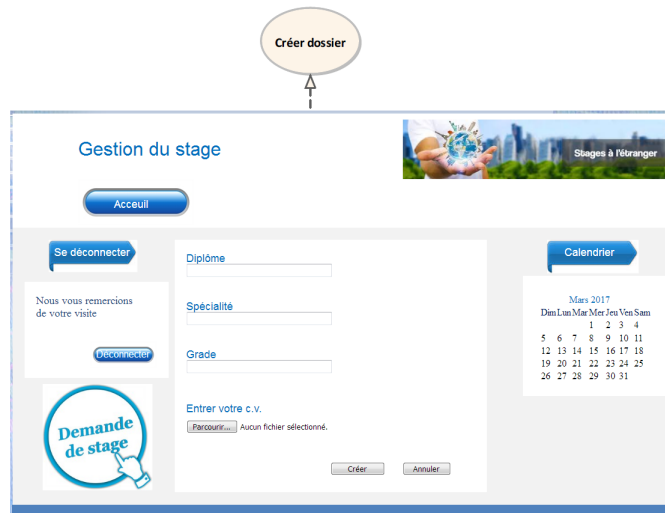 Créer dossier
Gestion du stage
Stages à l'étranger
Acceuil
Se déconnecter
Nous vous remercions
de votre visite
Déconnecter
Demande
de stage
Diplôme
Spécialité
Grade
Entrer votre c.v.
Parcourir... Aucun fichier sélectionné.
Créer Annuler
Calendrier
Mars 2017
Dim Lun Mar Mer Jeu Ven Sam
1 2 3 4
5 6 7 8 9 10 11
12 13 14 15 16 17 18
19 20 21 22 23 24 25
26 27 28 29 30 31